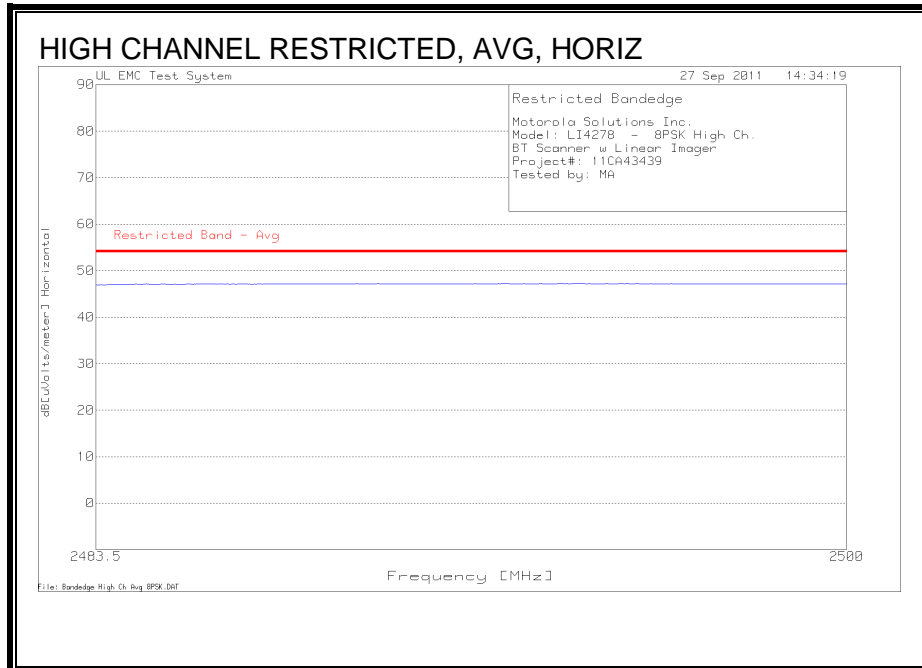 HIGH CHANNEL RESTRICTED, AVG, HORIZ
UL EMC Test System 27 Sep 2011 14:34:19
Restricted Bandedge
Motorola Solutions Inc.
Model: LI4278 - 8PSK High Ch.
BT Scanner w Linear Imager
Project#: 11CA43439
Tested by: MA
90
80
70
60
Restricted Band - Avg
50
40
30
20
10
0
dB[uVolts/meter] Horizontal
2483.5 2500
Frequency [MHz]
File: Bandedge High Ch Avg 8PSK.DAT